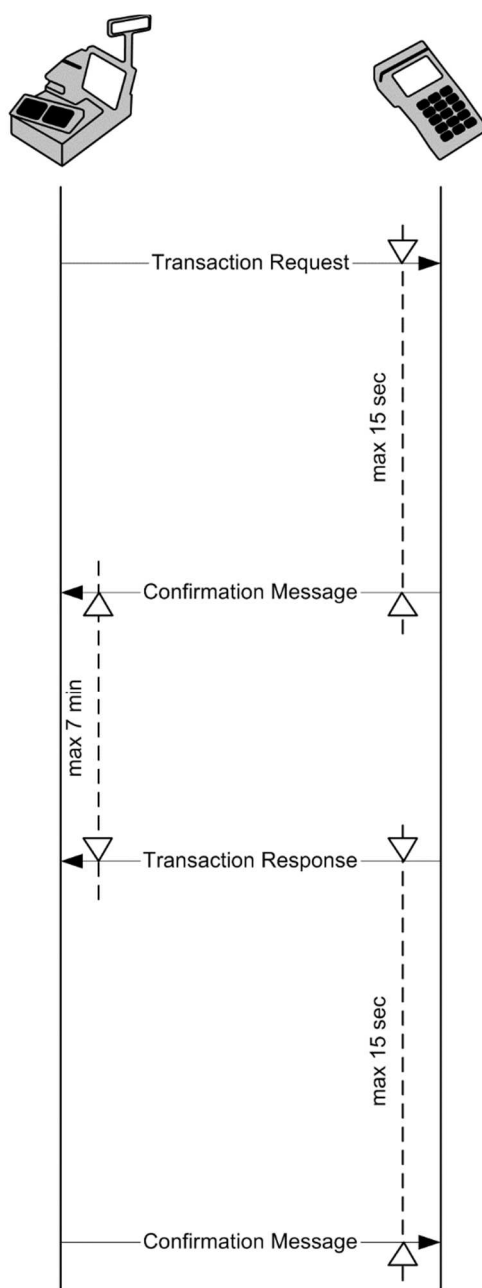 Transaction Request
max 15 sec
Confirmation Message
max 7 min
Transaction Response
max 15 sec
Confirmation Message